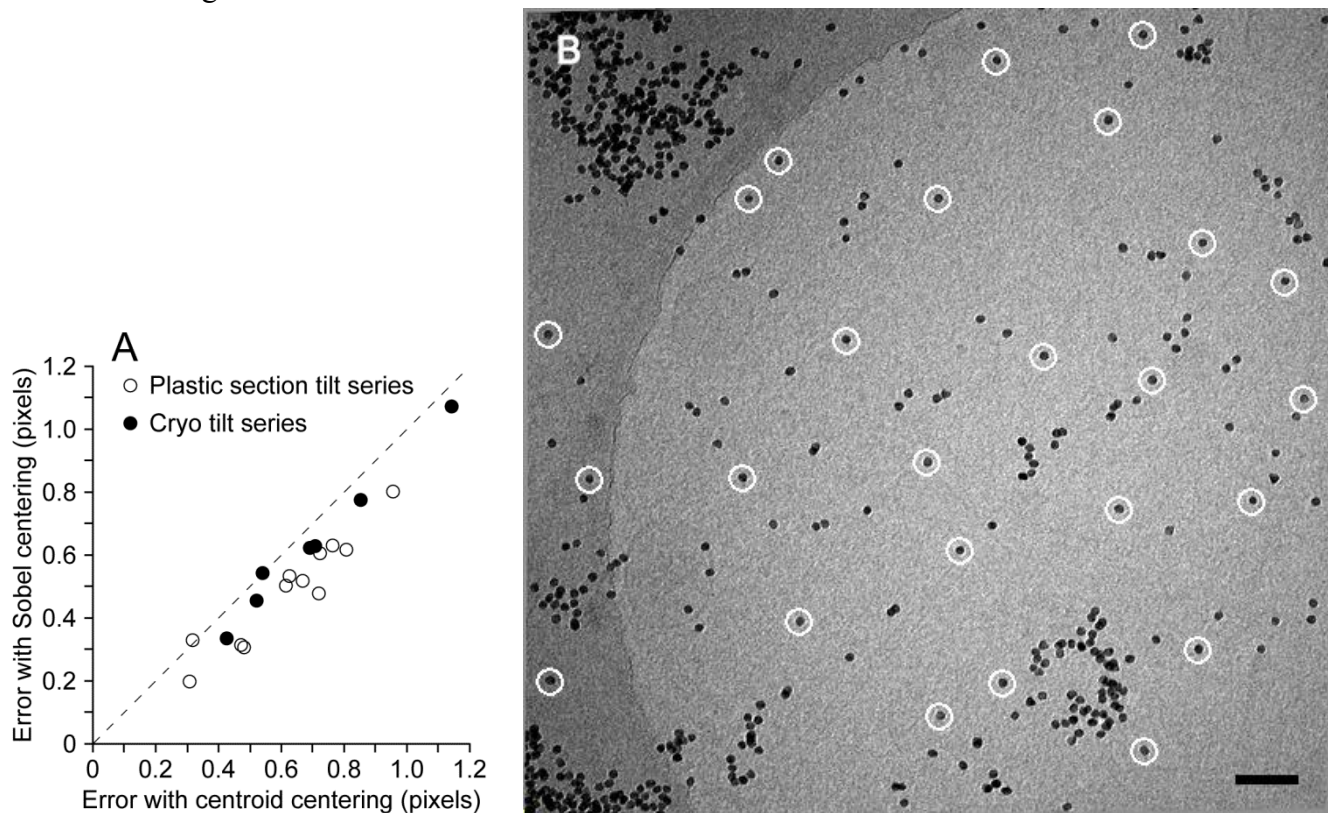 A
B
Plastic section tilt series
Cryo tilt series
Error with Sobel centering (pixels)
1.2
1.0
0.8
0.6
0.4
0.2
0
0 0.2 0.4 0.6 0.8 1.0 1.2
Error with centroid centering (pixels)